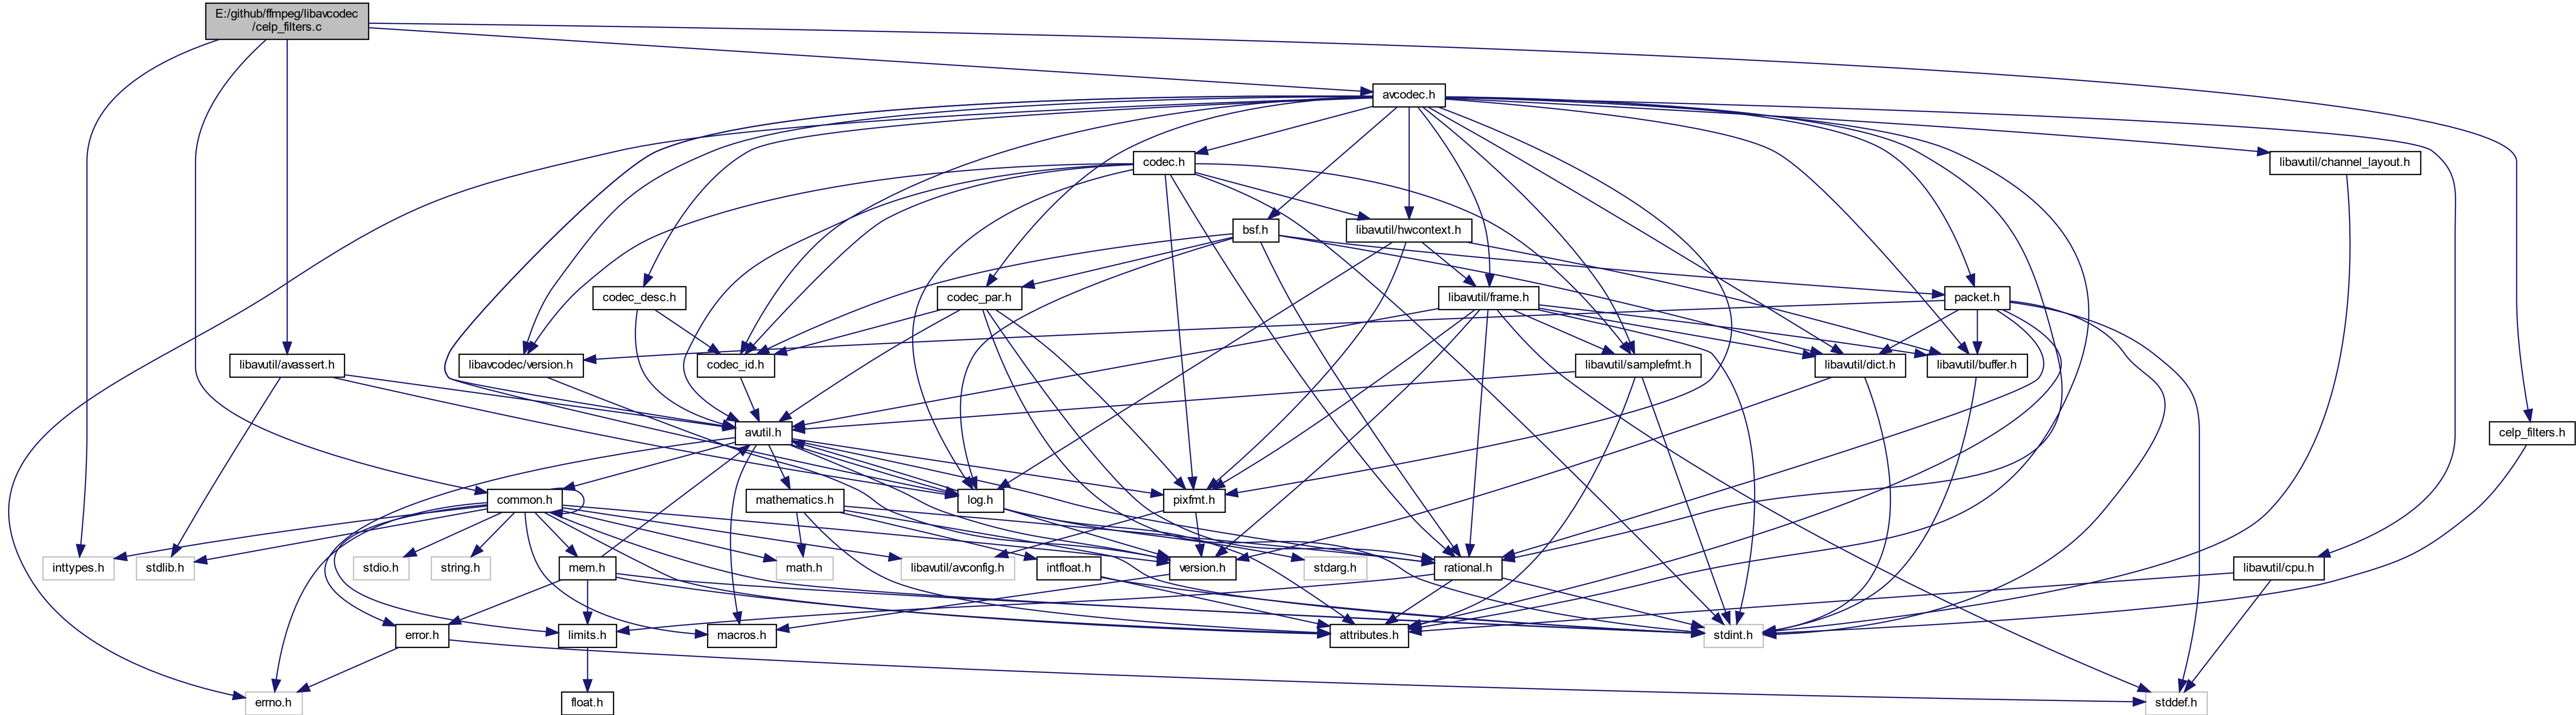 E:/github/ffmpeg/libavcodec
/celp_filters.c
avcodec.h
codec.h
libavutil/channel_layout.h
bsf.h
libavutil/hwcontext.h
codec_desc.h
codec_par.h
libavutil/frame.h
packet.h
libavutil/avassert.h
libavcodec/version.h
codec_id.h
libavutil/samplefmt.h
libavutil/dict.h
libavutil/buffer.h
avutil.h
celp_filters.h
common.h
mathematics.h
log.h
pixfmt.h
inttypes.h
stdlib.h
stdio.h
string.h
mem.h
math.h
libavutil/avconfig.h
intfloat.h
version.h
stdarg.h
rational.h
libavutil/cpu.h
error.h
limits.h
macros.h
attributes.h
stdint.h
errno.h
float.h
stddef.h